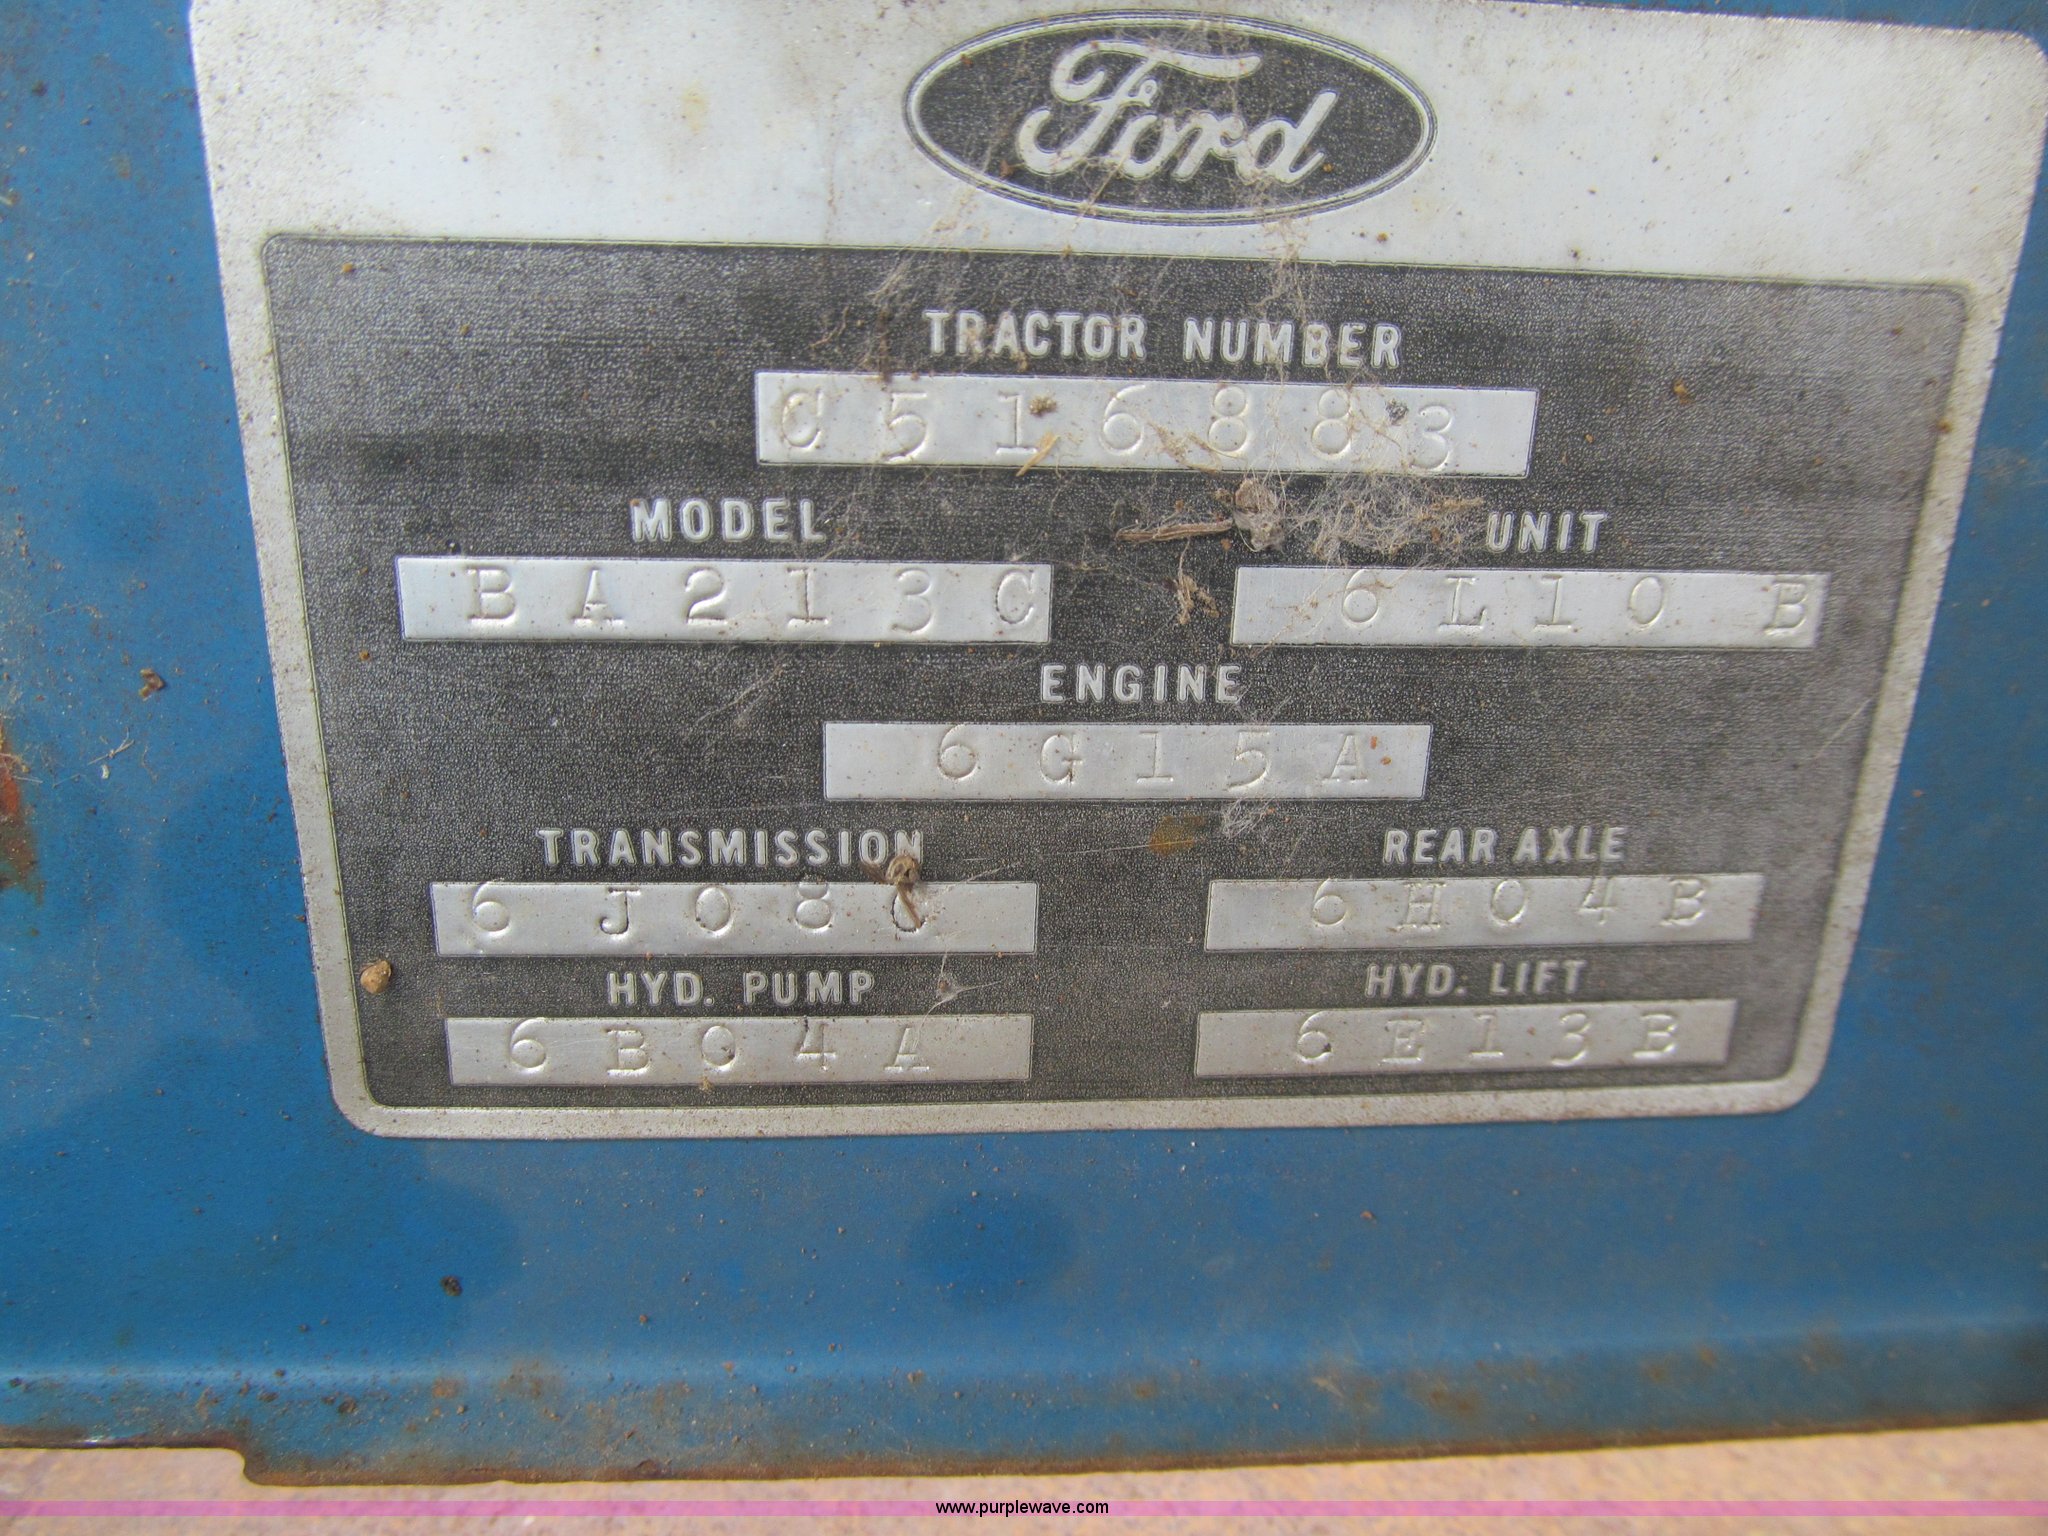 Ford
TRACTOR NUMBER
C516883
MODEL UNIT
BA213C 6L10 B
ENGINE
6G15A
TRANSMISSION REAR AXLE
6H04B
HYD. PUMP HYD. LIFT
6B04A 6E13B
www.purplewave.com